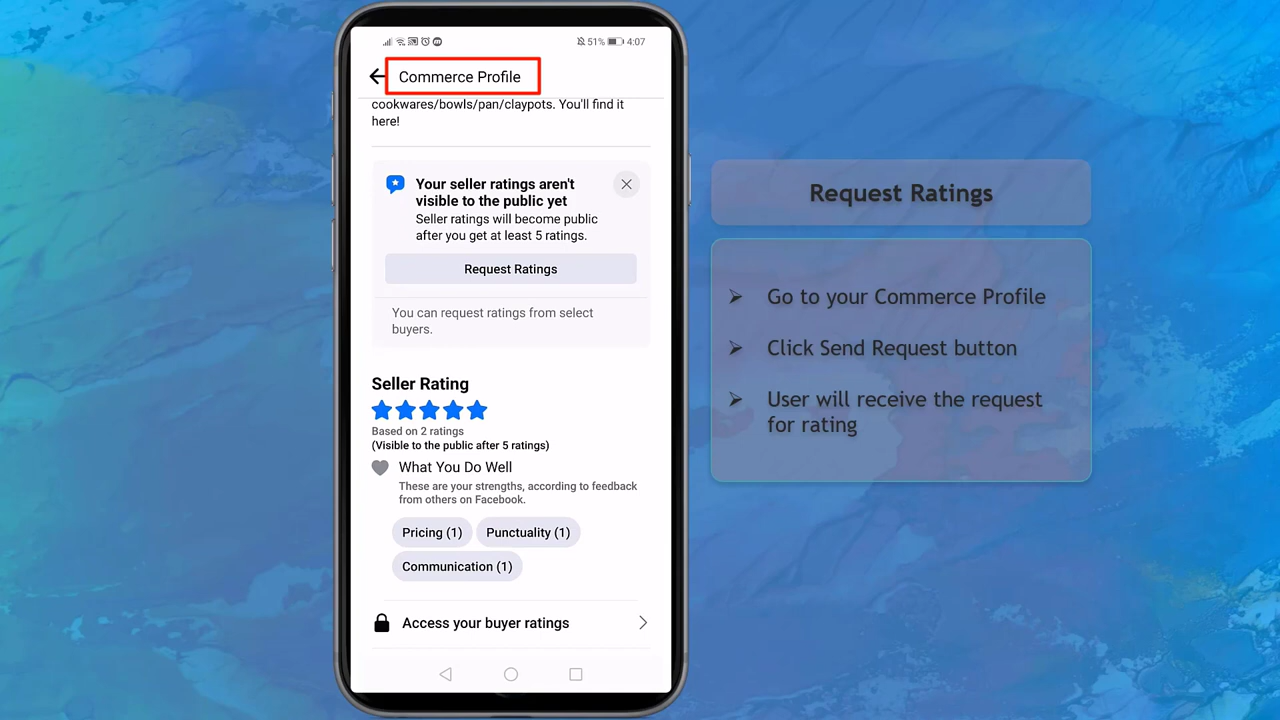 51% 4:07
Commerce Profile
cookwares/bowls/pan/claypots. You'll find it
here!
Your seller ratings aren't
visible to the public yet
Seller ratings will become public
after you get at least 5 ratings.
Request Ratings
You can request ratings from select
buyers.
Seller Rating
Based on 2 ratings
(Visible to the public after 5 ratings)
What You Do Well
These are your strengths, according to feedback
from others on Facebook.
Pricing (1) Punctuality (1)
Communication (1)
Access your buyer ratings
Request Ratings
Go to your Commerce Profile
Click Send Request button
User will receive the request
for rating